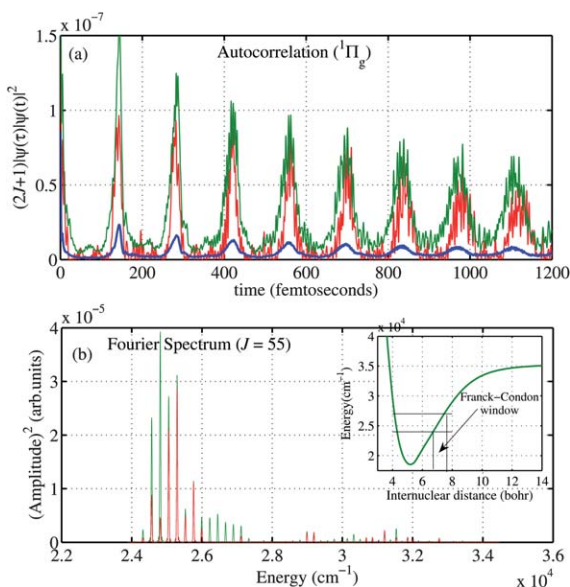 x 10⁻⁷
1.5
(a)
Autocorrelation (¹Π_g)
1
0.5
0
(2J+1)|ψ(τ)|ψ(t)|²
0 200 400 600 800 1000 1200
time (femtoseconds)
x 10⁻⁵
4
(b)
Fourier Spectrum (J = 55)
3
2
1
0
(Amplitude)² (arb.units)
2.2 2.4 2.6 2.8 3 3.2 3.4 3.6
x 10⁴
Energy (cm⁻¹)
x 10⁴
4
3.5
3
2.5
2
Energy(cm⁻¹)
Franck−Condon
window
4 6 8 10 12 14
Internuclear distance (bohr)